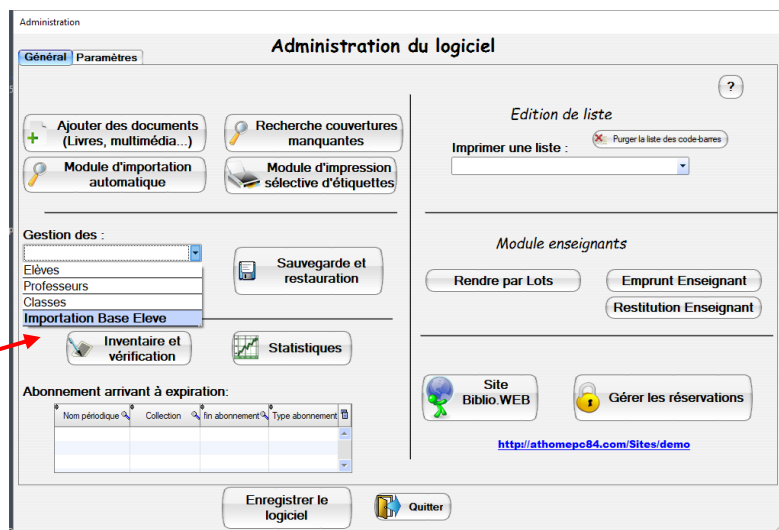 Administration
Administration du logiciel
Général Paramètres
?
Ajouter des documents
(Livres, multimédia...)
Recherche couvertures
manquantes
Module d'importation
automatique
Module d'impression
sélective d'étiquettes
Edition de liste
Imprimer une liste :
Purger la liste des code-barres
Gestion des :
Elèves
Professeurs
Classes
Importation Base Eleve
Sauvegarde et
restauration
Module enseignants
Rendre par Lots
Emprunt Enseignant
Restitution Enseignant
Inventaire et
vérification
Statistiques
Abonnement arrivant à expiration:
Nom périodique Collection fin abonnement Type abonnement
Site
Biblio.WEB
Gérer les réservations
http://athomepc84.com/Sites/demo
Enregistrer le
logiciel
Quitter